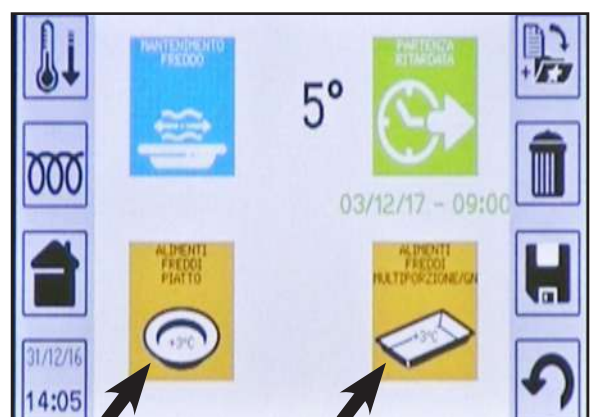 MANTENIMENTO
FREDDO
5°
PARTENZA
RITARDATA
03/12/17 - 09:00
ALIMENTI
FREDDI
PIATTO
+3°C
ALIMENTI
FREDDI
MULTIPORZIONE/GN
+3°C
31/12/16
14:05